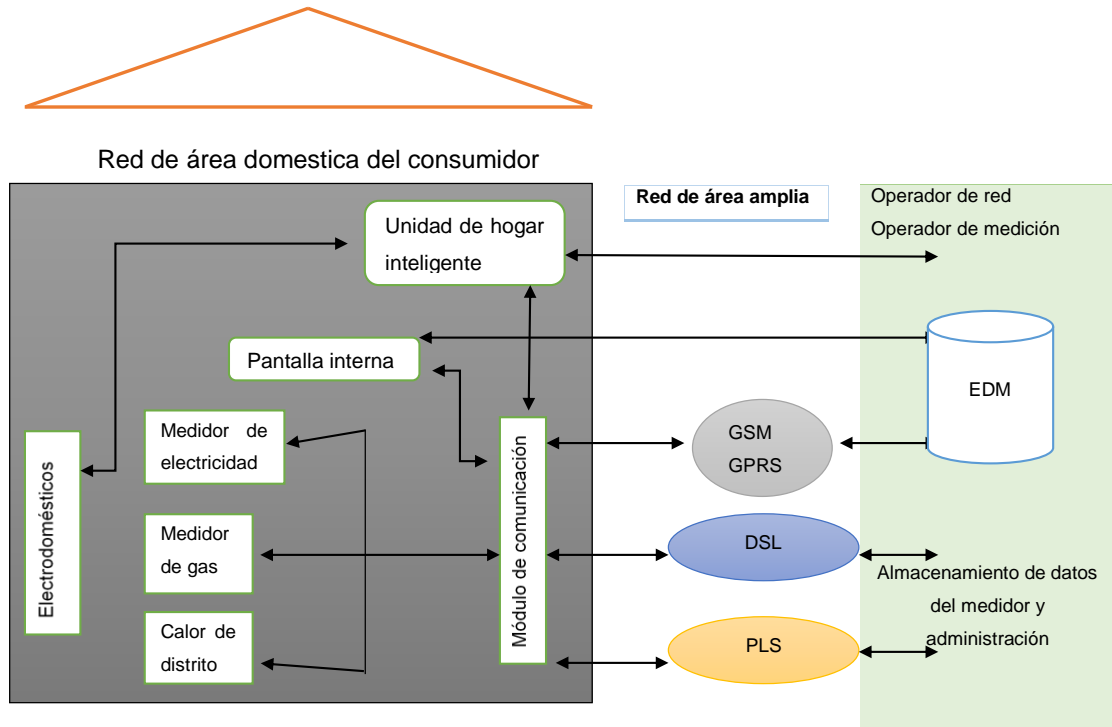 Red de área domestica del consumidor
Unidad de hogar
inteligente
Pantalla interna
Medidor de
electricidad
Medidor
de gas
Calor de
distrito
Electrodomésticos
Módulo de comunicación
Red de área amplia
GSM
GPRS
DSL
PLS
Operador de red
Operador de medición
EDM
Almacenamiento de datos
del medidor y
administración